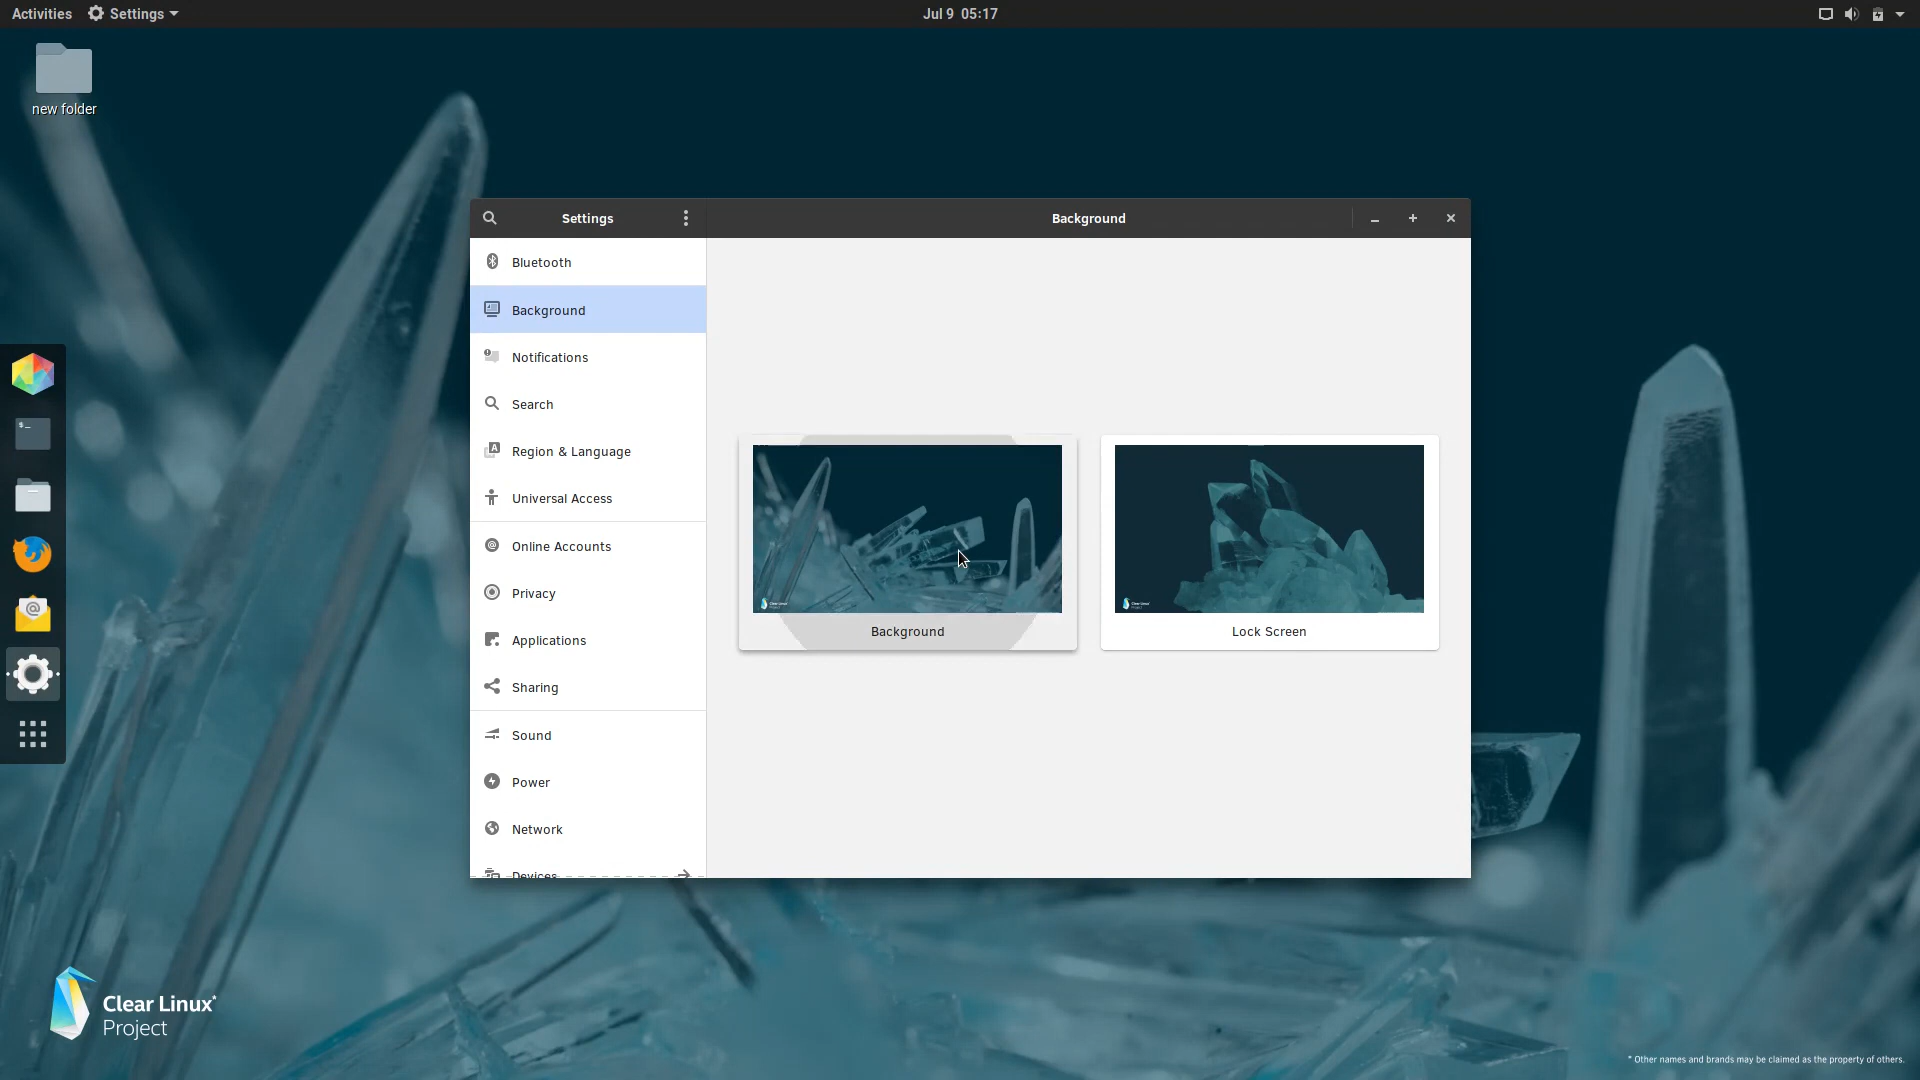 Activities
Settings
Jul 9 05:17
new folder
Settings
Background
Bluetooth
Background
Notifications
Search
Region & Language
Universal Access
Online Accounts
Privacy
Applications
Sharing
Sound
Power
Network
Devices
Background
Lock Screen
Clear Linux*
Project
* Other names and brands may be claimed as the property of others.